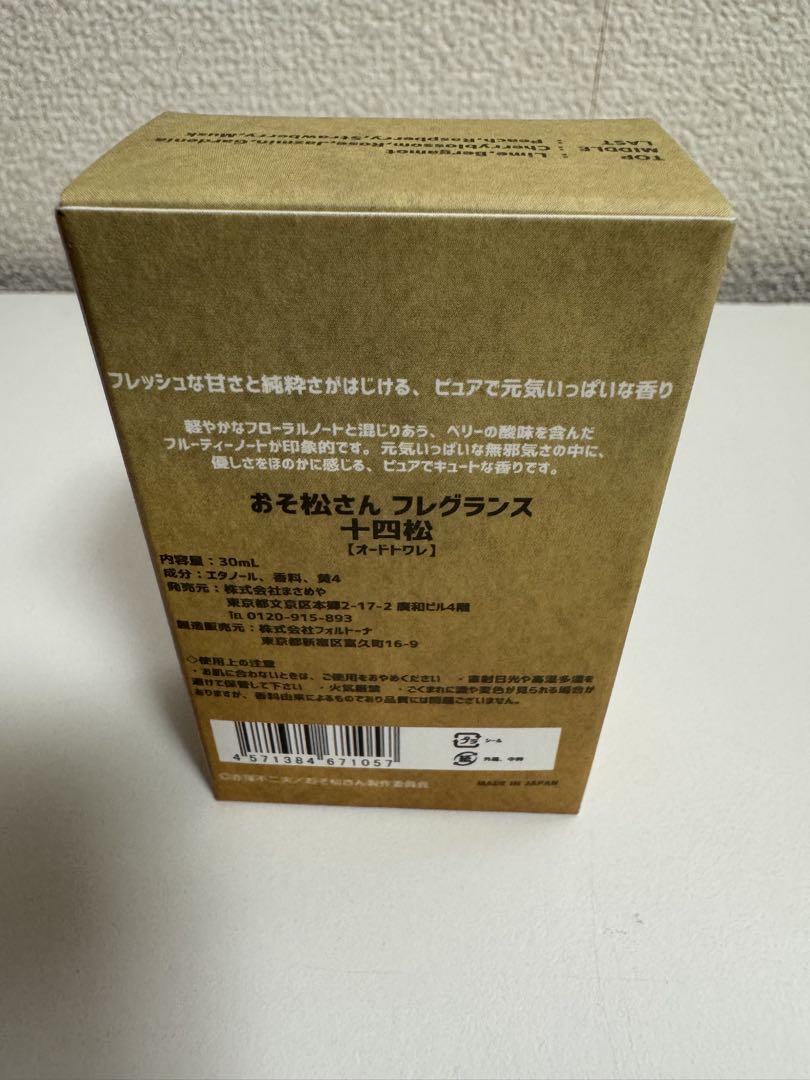 TOP : Lime,Bergamot
MIDDLE : Cherryblossom,Rose,Jasmin,Gardenia
LAST : Peach,Raspberry,Strawberry,Musk
フレッシュな甘さと純粋さがはじける、ピュアで元気いっぱいな香り
軽やかなフローラルノートと混じりあう、ベリーの酸味を含んだ
フルーティーノートが印象的です。元気いっぱいな無邪気さの中に、
優しさをほのかに感じる、ピュアでキュートな香りです。
おそ松さん フレグランス
十四松
【オードトワレ】
内容量：30mL
成分：エタノール、香料、黄4
発売元：株式会社まさめや
東京都文京区本郷2-17-2 廣和ビル4階
℡ 0120-915-893
製造販売元：株式会社フォルトーナ
東京都新宿区富久町16-9
◇使用上の注意
・お肌に合わないときは、ご使用をおやめください ・直射日光や高温多湿を
避けて保管して下さい ・火気厳禁 ・ごくまれに濁や変色が見られる場合が
ありますが、香料由来によるものであり品質には問題ございません。
4 571384 671057
プラ シール
紙 外箱、中枠
©赤塚不二夫／おそ松さん製作委員会
MADE IN JAPAN